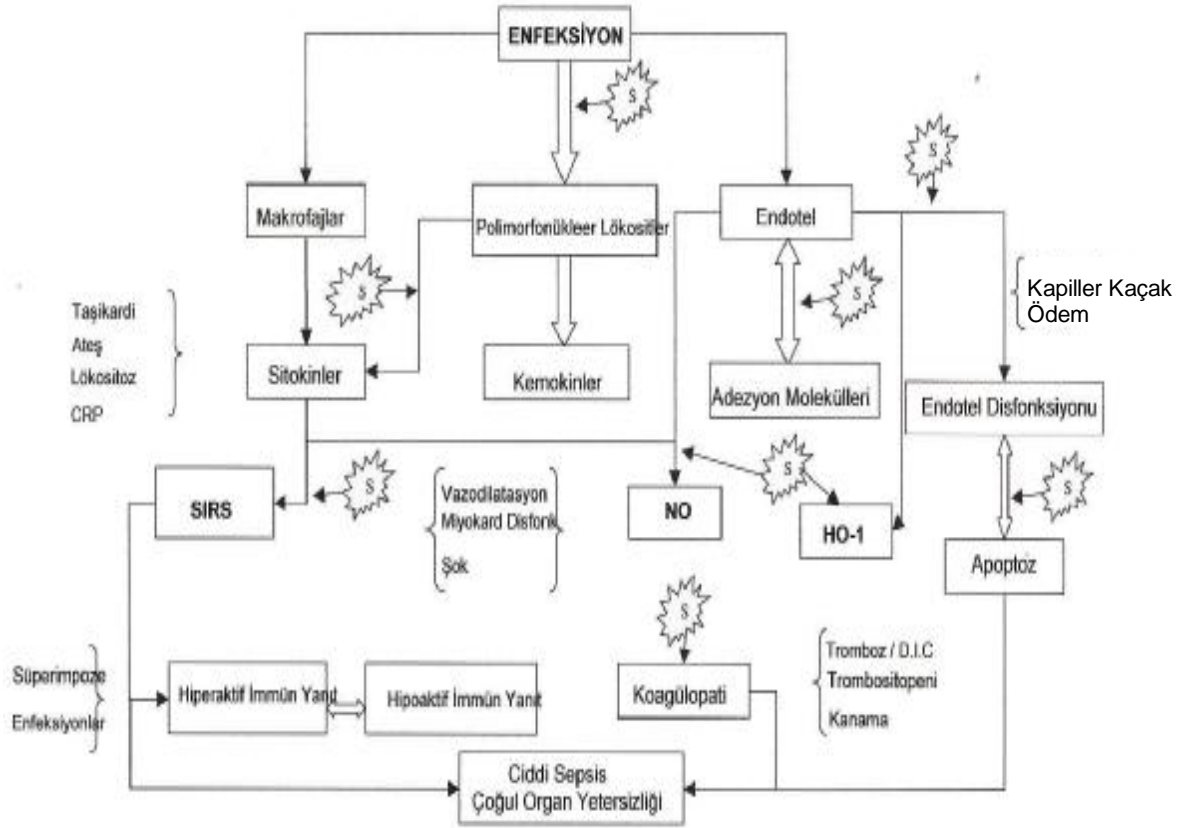 ENFEKSİYON
S
S
Makrofajlar
Polimorfonükleer Lökositler
Endotel
S
S
Kapiller Kaçak
Ödem
Taşikardi
Ateş
Lökositoz
CRP
Sitokinler
Kemokinler
Adezyon Molekülleri
Endotel Disfonksiyonu
S
S
S
SIRS
Vazodilatasyon
Miyokard Disfonk
Şok
NO
HO-1
Apoptoz
S
Süperimpoze
Enfeksiyonlar
Hiperaktif İmmün Yanıt
Hipoaktif İmmün Yanıt
Koagülopati
Tromboz / D.I.C
Trombositopeni
Kanama
Ciddi Sepsis
Çoğul Organ Yetersizliği